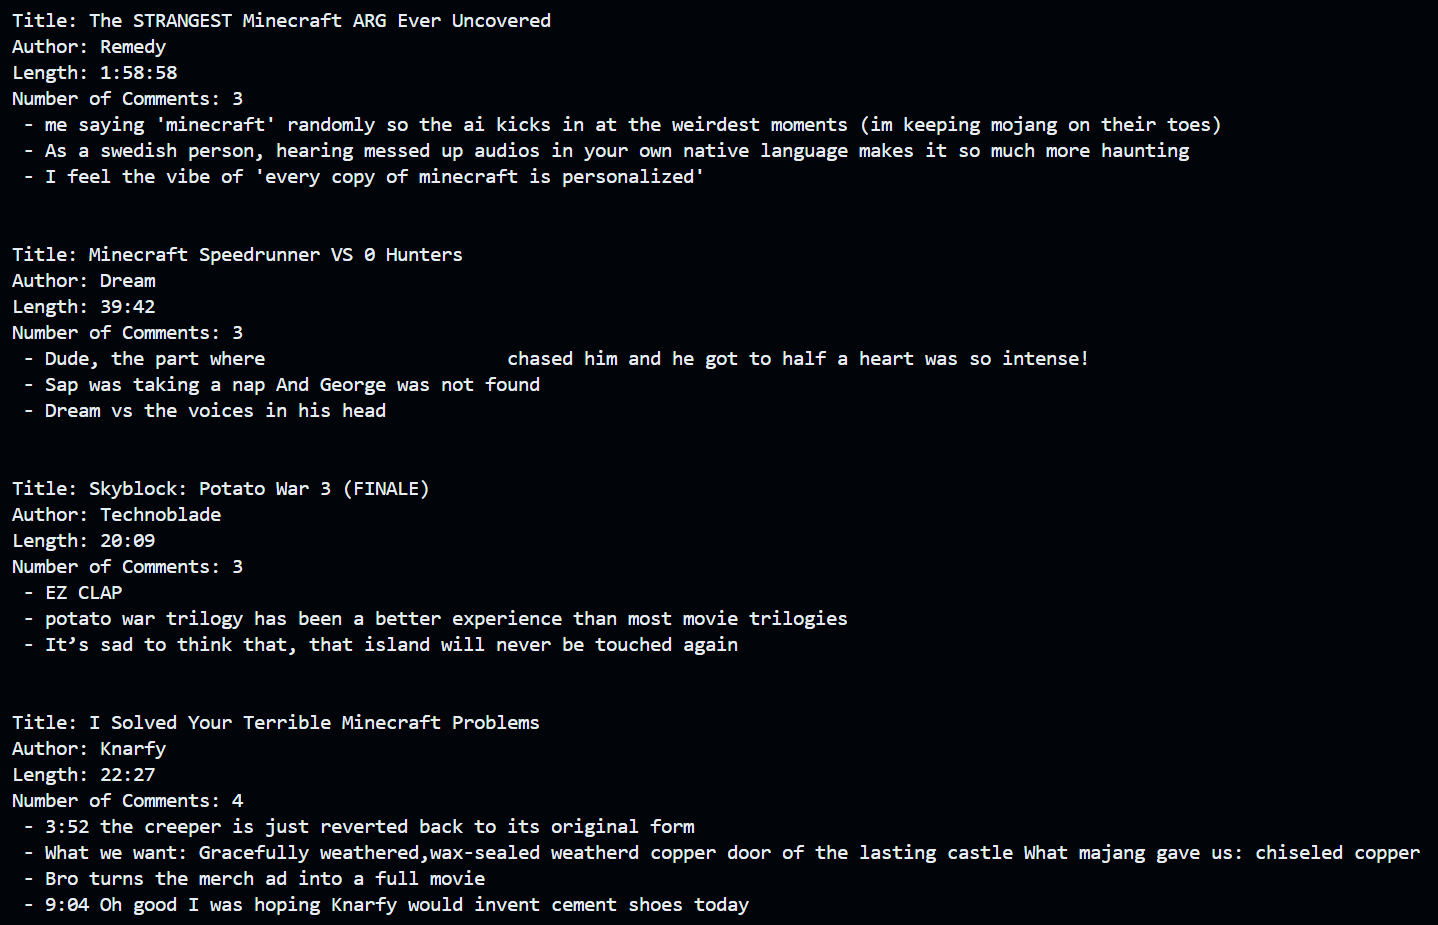 Title: The STRANGEST Minecraft ARG Ever Uncovered
Author: Remedy
Length: 1:58:58
Number of Comments: 3
- me saying 'minecraft' randomly so the ai kicks in at the weirdest moments (im keeping mojang on their toes)
- As a swedish person, hearing messed up audios in your own native language makes it so much more haunting
- I feel the vibe of 'every copy of minecraft is personalized'
Title: Minecraft Speedrunner VS 0 Hunters
Author: Dream
Length: 39:42
Number of Comments: 3
- Dude, the part where                      chased him and he got to half a heart was so intense!
- Sap was taking a nap And George was not found
- Dream vs the voices in his head
Title: Skyblock: Potato War 3 (FINALE)
Author: Technoblade
Length: 20:09
Number of Comments: 3
- EZ CLAP
- potato war trilogy has been a better experience than most movie trilogies
- It’s sad to think that, that island will never be touched again
Title: I Solved Your Terrible Minecraft Problems
Author: Knarfy
Length: 22:27
Number of Comments: 4
- 3:52 the creeper is just reverted back to its original form
- What we want: Gracefully weathered,wax-sealed weatherd copper door of the lasting castle What majang gave us: chiseled copper
- Bro turns the merch ad into a full movie
- 9:04 Oh good I was hoping Knarfy would invent cement shoes today